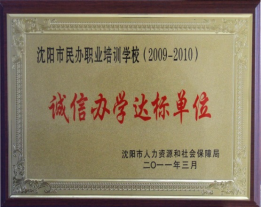 沈阳市民办职业培训学校(2009-2010)
诚信办学达标单位
沈阳市人力资源和社会保障局
二〇一一年三月